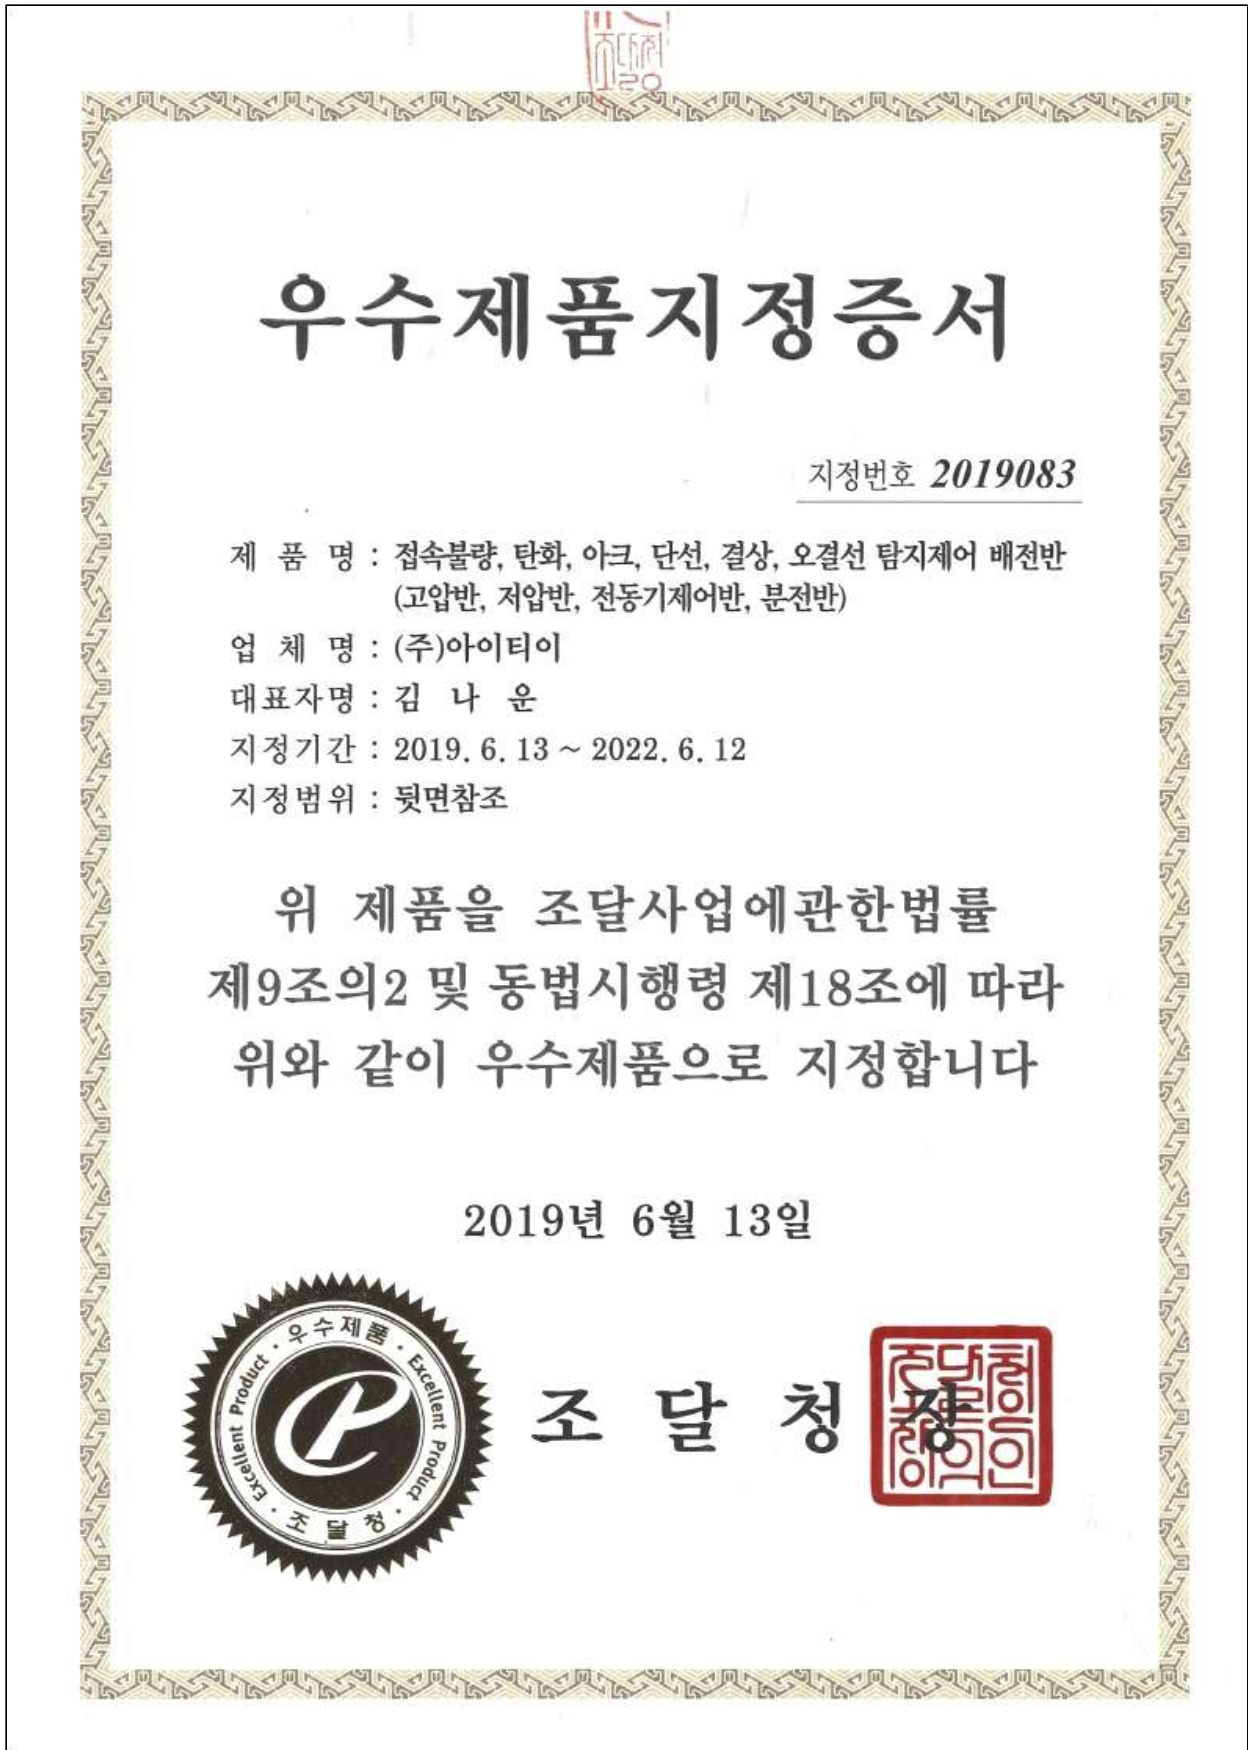 우수제품지정증서
지정번호 2019083
제 품 명 : 접속불량, 탄화, 아크, 단선, 결상, 오결선 탐지제어 배전반
(고압반, 저압반, 전동기제어반, 분전반)
업 체 명 : (주)아이티이
대표자명 : 김 나 운
지정기간 : 2019. 6. 13 ~ 2022. 6. 12
지정범위 : 뒷면참조
위 제품을 조달사업에관한법률
제9조의2 및 동법시행령 제18조에 따라
위와 같이 우수제품으로 지정합니다
2019년 6월 13일
· 우수제품 · Excellent Product · 조달청 · Excellent Product
조 달 청 장